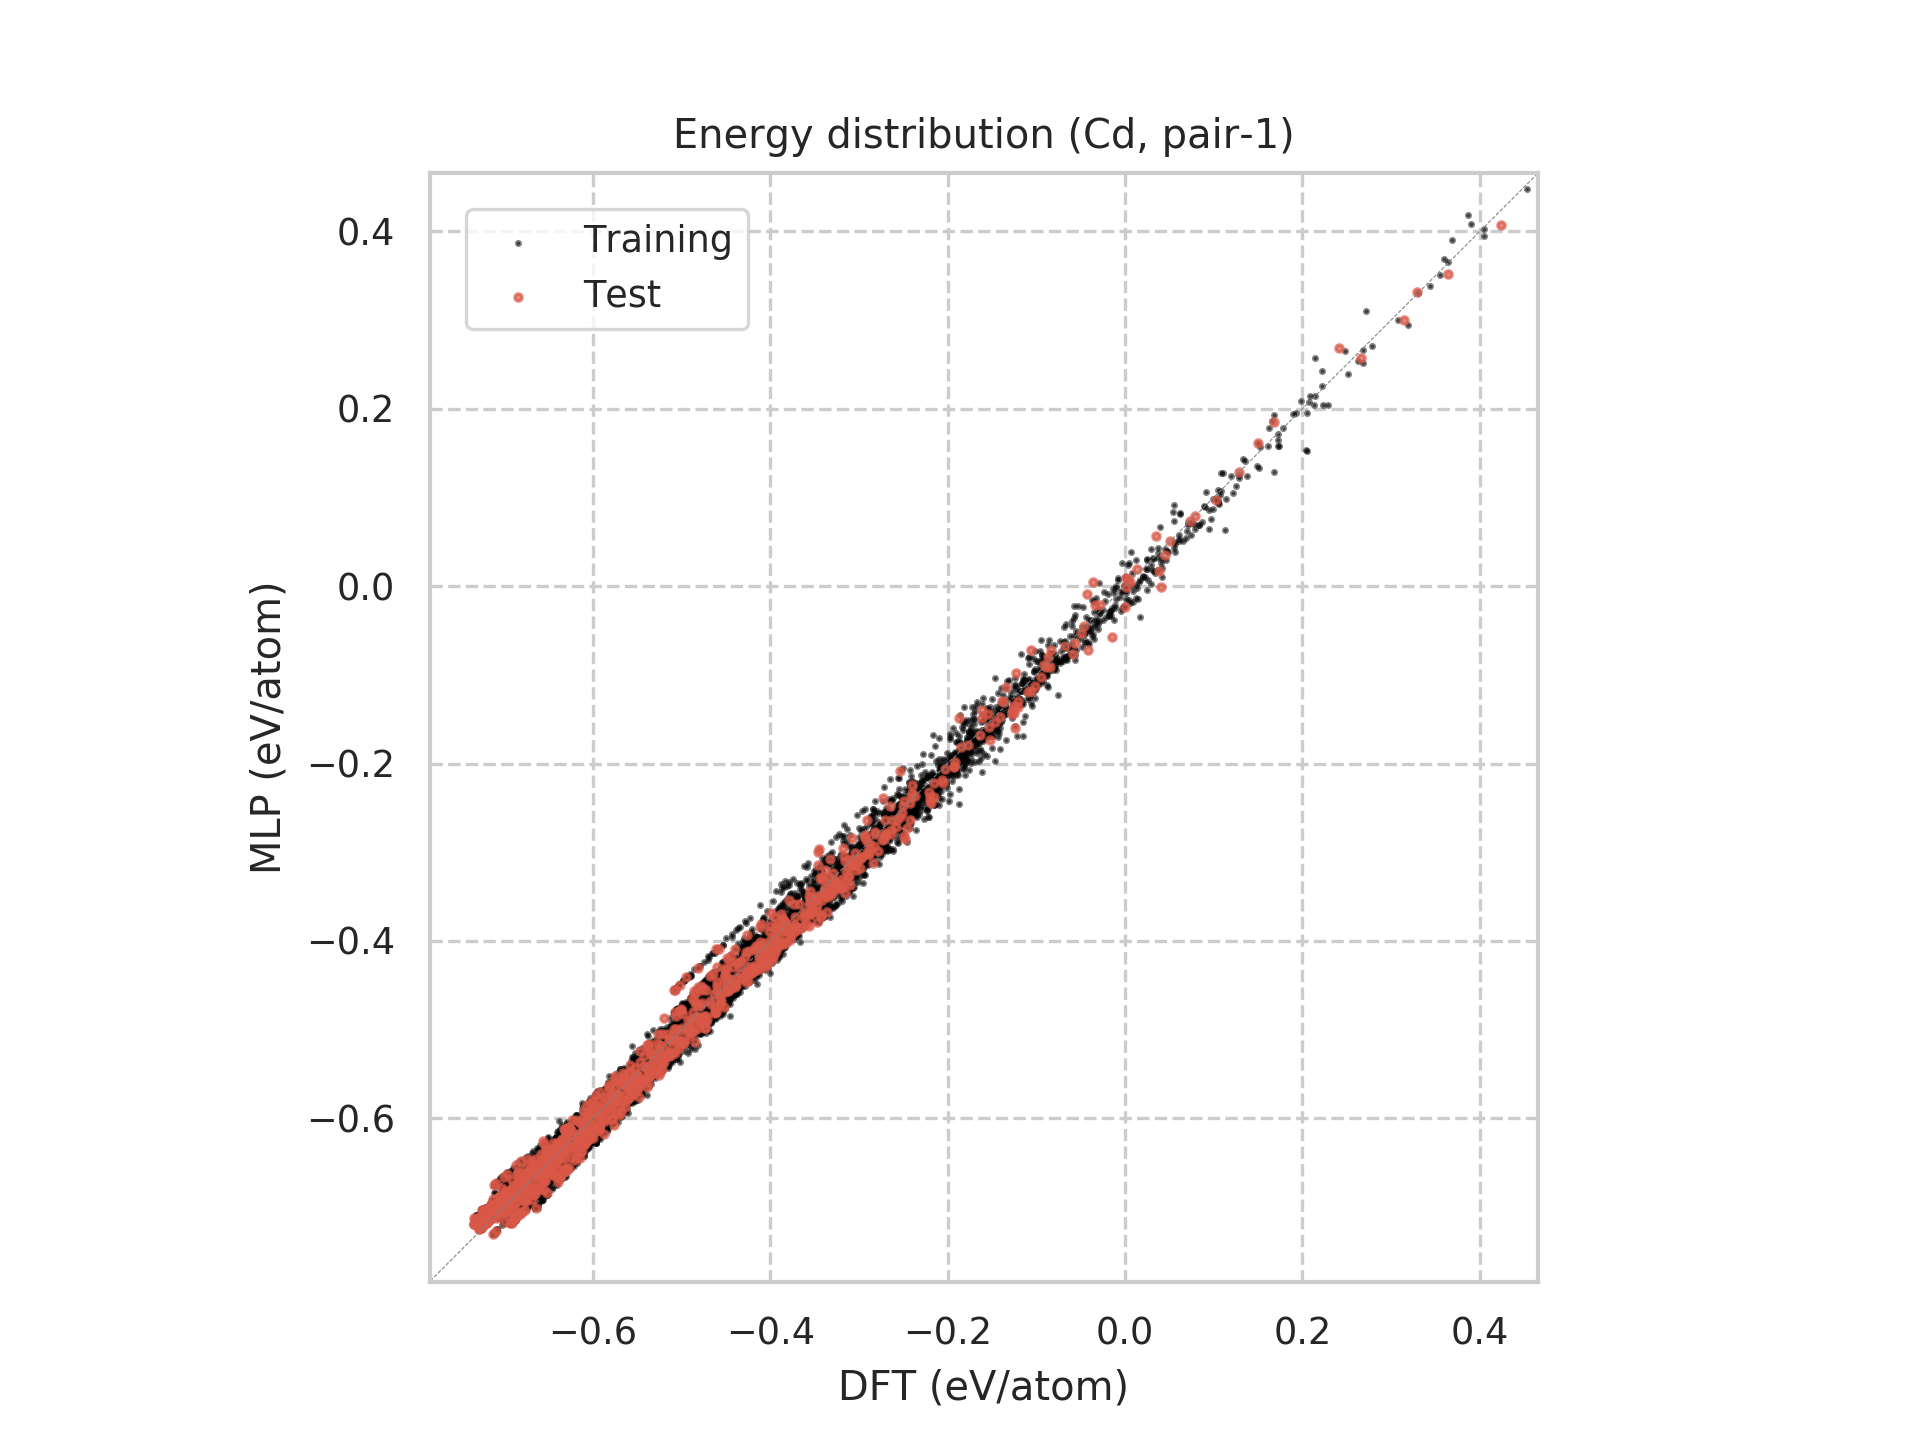 Energy distribution (Cd, pair-1)
Training
Test
MLP (eV/atom)
0.4
0.2
0.0
−0.2
−0.4
−0.6
−0.6 −0.4 −0.2 0.0 0.2 0.4
DFT (eV/atom)